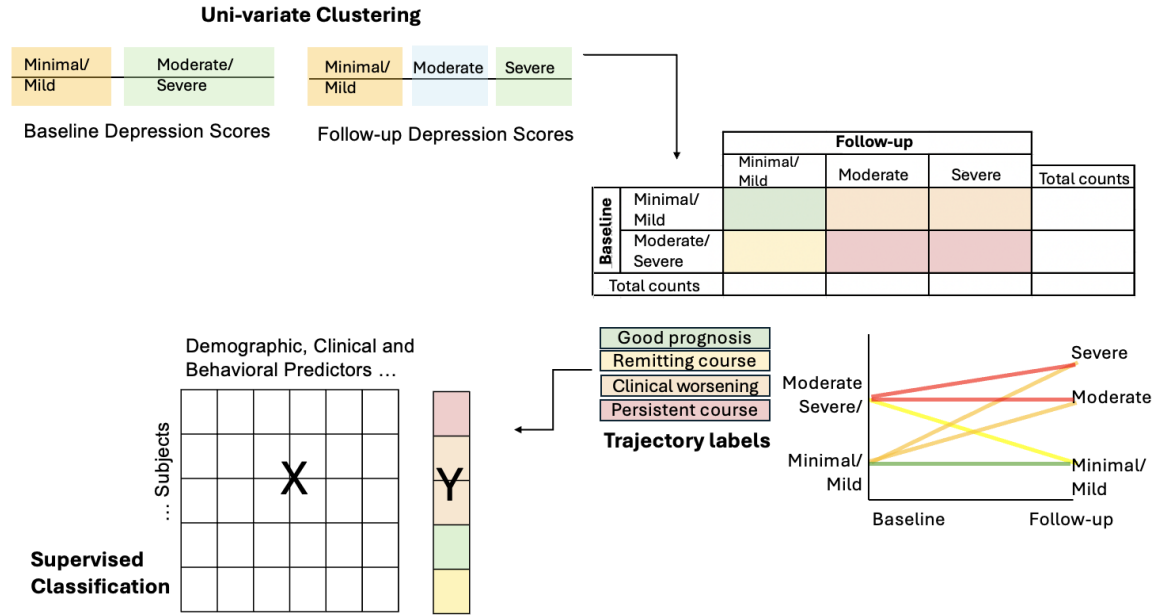 Uni-variate Clustering
Minimal/
Mild
Moderate/
Severe
Minimal/
Mild
Moderate
Severe
Baseline Depression Scores
Follow-up Depression Scores
Follow-up
Minimal/
Mild
Moderate
Severe
Total counts
Baseline
Minimal/
Mild
Moderate/
Severe
Total counts
Good prognosis
Remitting course
Clinical worsening
Persistent course
Trajectory labels
Moderate
Severe/
Minimal/
Mild
Severe
Moderate
Minimal/
Mild
Baseline
Follow-up
Demographic, Clinical and
Behavioral Predictors ...
... Subjects
X
Y
Supervised
Classification